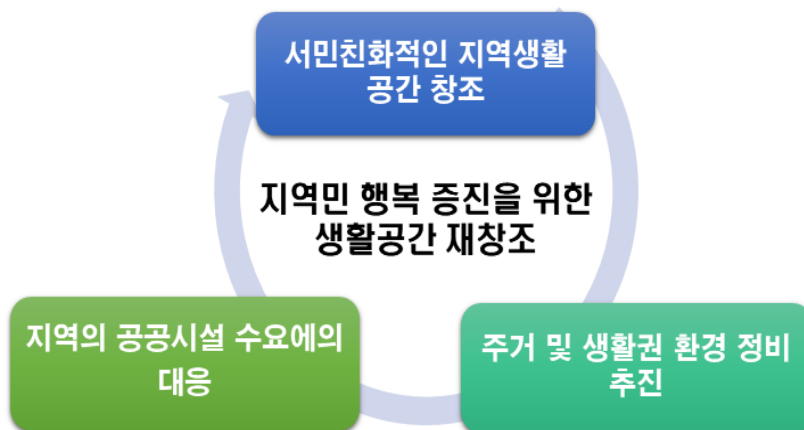 서민친화적인 지역생활
공간 창조
지역민 행복 증진을 위한
생활공간 재창조
지역의 공공시설 수요에의
대응
주거 및 생활권 환경 정비
추진